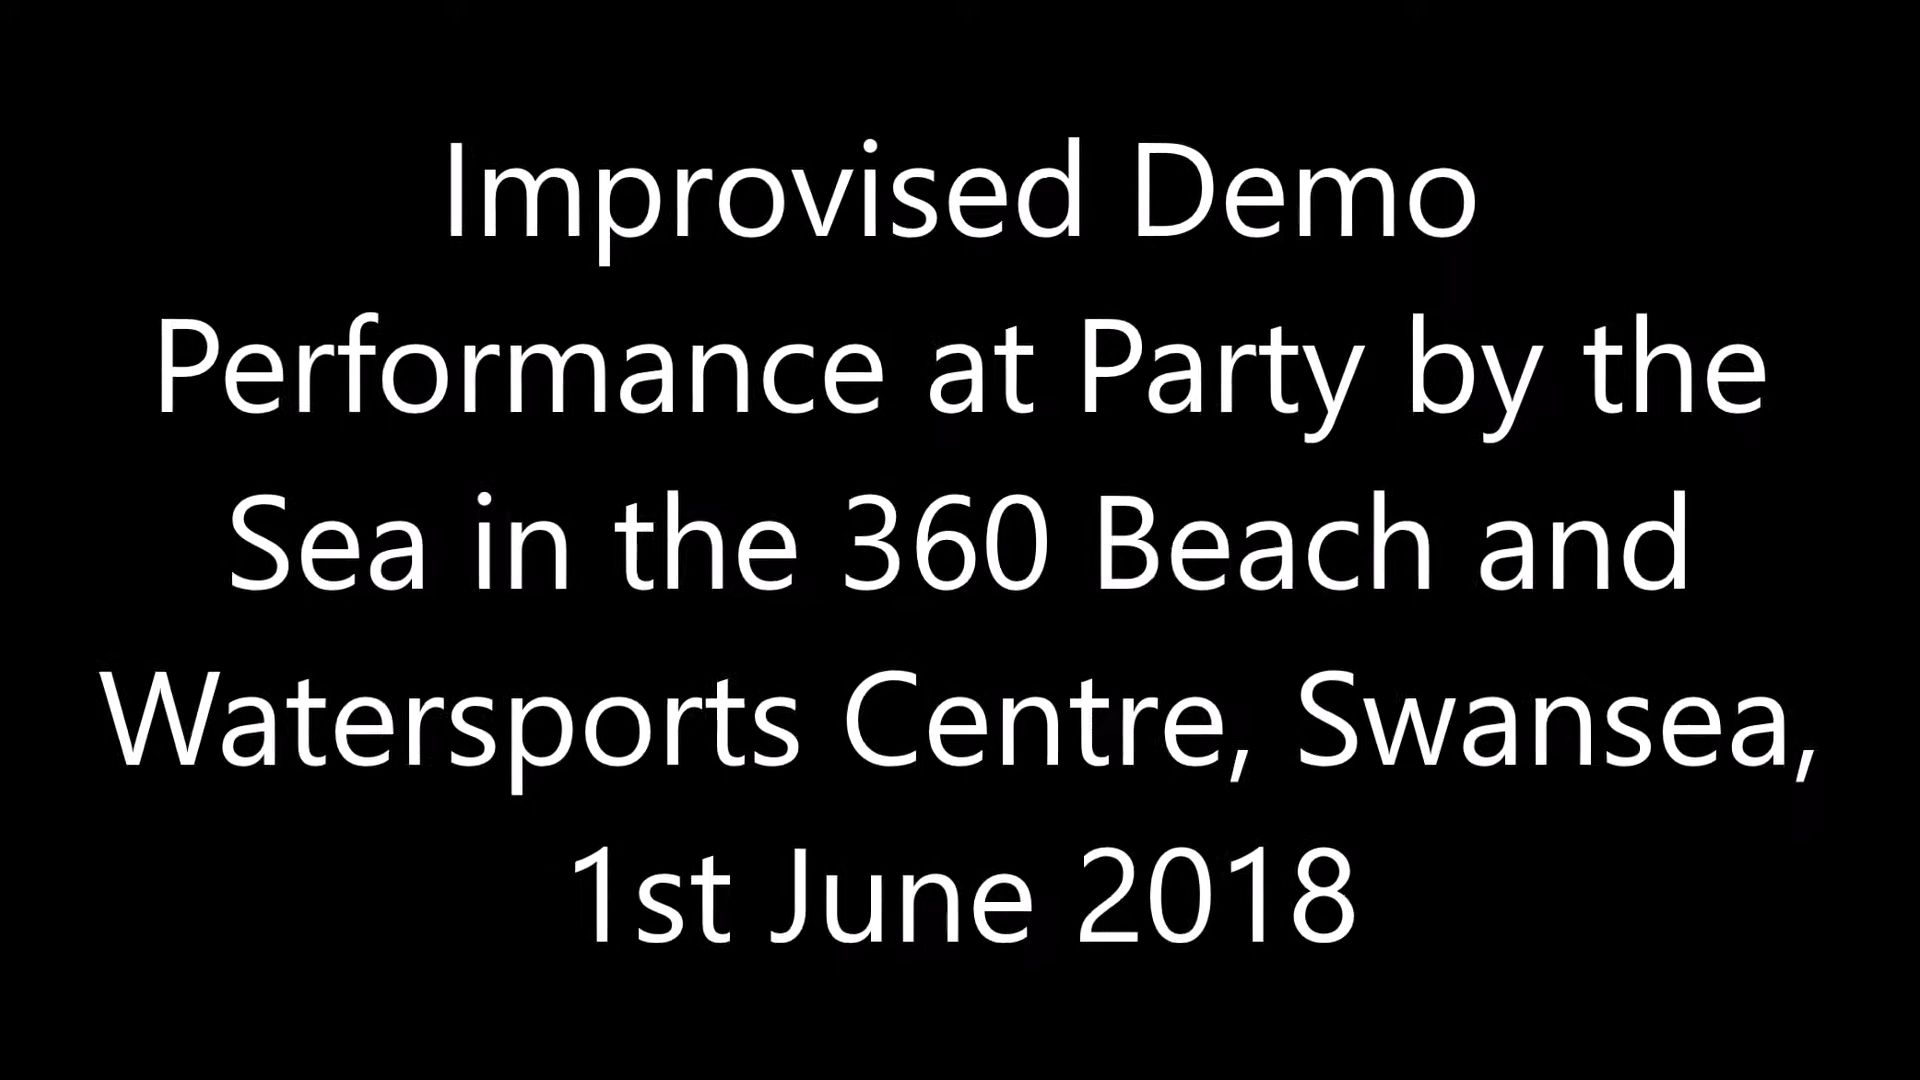 Improvised Demo
Performance at Party by the
Sea in the 360 Beach and
Watersports Centre, Swansea,
1st June 2018